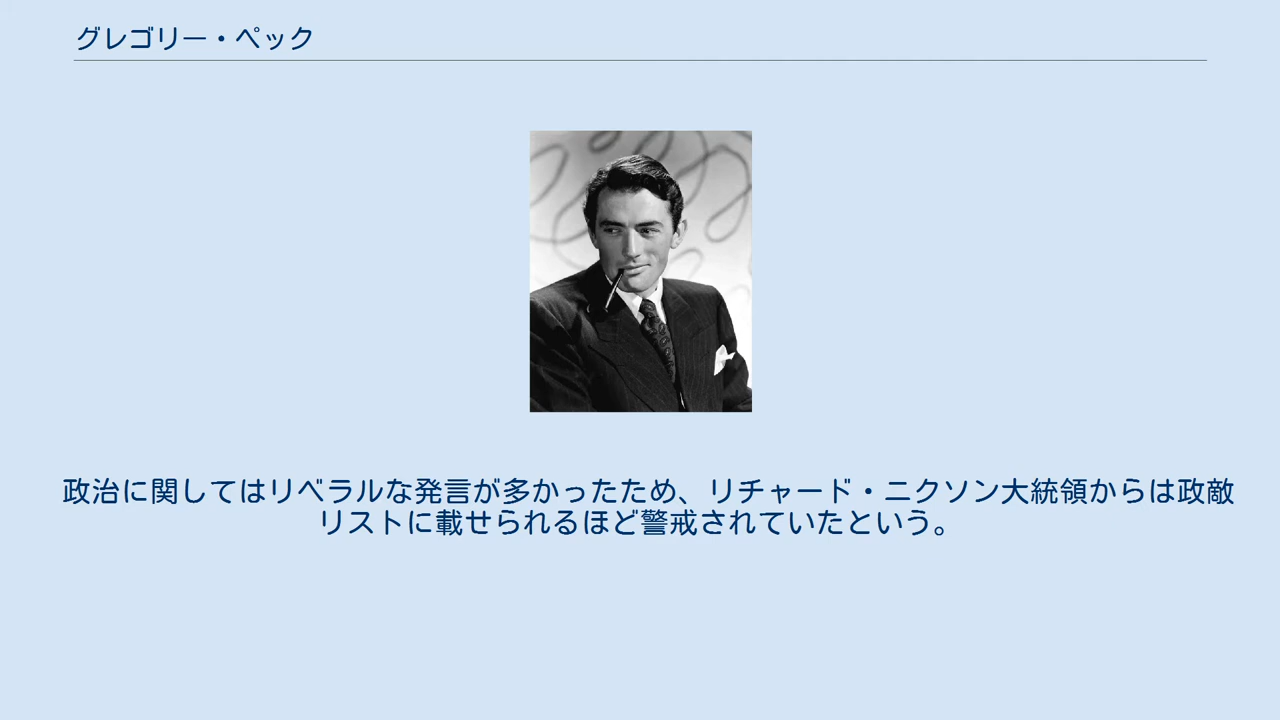 グレゴリー・ペック
政治に関してはリベラルな発言が多かったため、リチャード・ニクソン大統領からは政敵
リストに載せられるほど警戒されていたという。